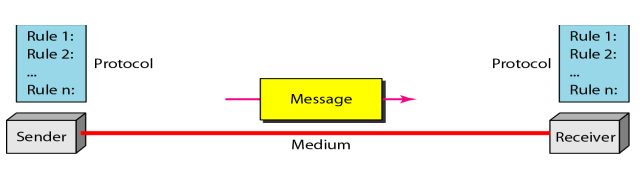 Rule 1:
Rule 2:
...
Rule n:
Protocol
Protocol
Rule 1:
Rule 2:
...
Rule n:
Message
Sender
Medium
Receiver